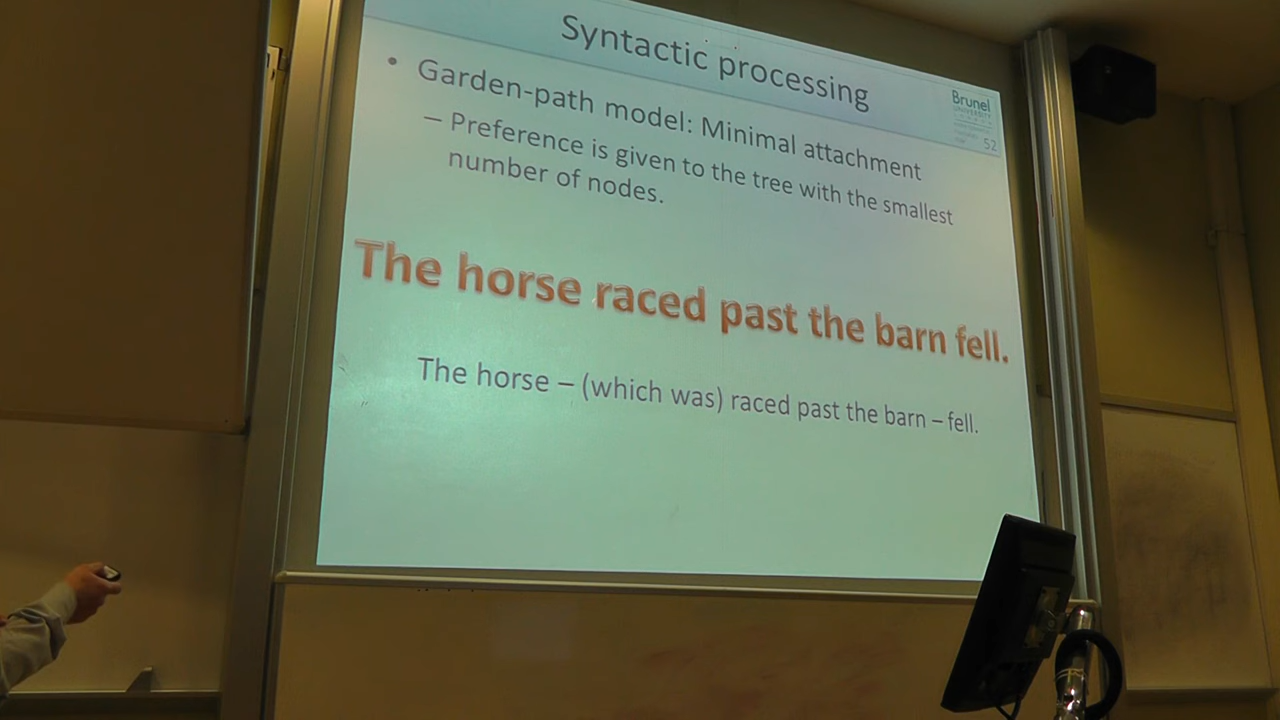 Syntactic processing
Brunel
UNIVERSITY
52
• Garden-path model: Minimal attachment
– Preference is given to the tree with the smallest
number of nodes.
The horse raced past the barn fell.
The horse – (which was) raced past the barn – fell.